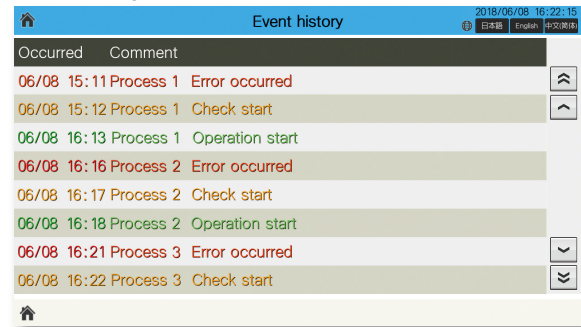 2018/06/08 16:22:15
Event history
日本語 English 中文(简体)
Occurred Comment
06/08 15:11 Process 1 Error occurred
06/08 15:12 Process 1 Check start
06/08 16:13 Process 1 Operation start
06/08 16:16 Process 2 Error occurred
06/08 16:17 Process 2 Check start
06/08 16:18 Process 2 Operation start
06/08 16:21 Process 3 Error occurred
06/08 16:22 Process 3 Check start